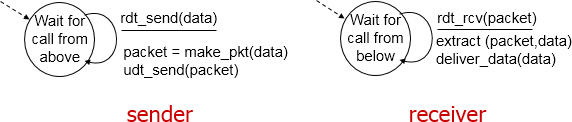 Wait for
call from
above
rdt_send(data)
packet = make_pkt(data)
udt_send(packet)
sender
Wait for
call from
below
rdt_rcv(packet)
extract (packet,data)
deliver_data(data)
receiver